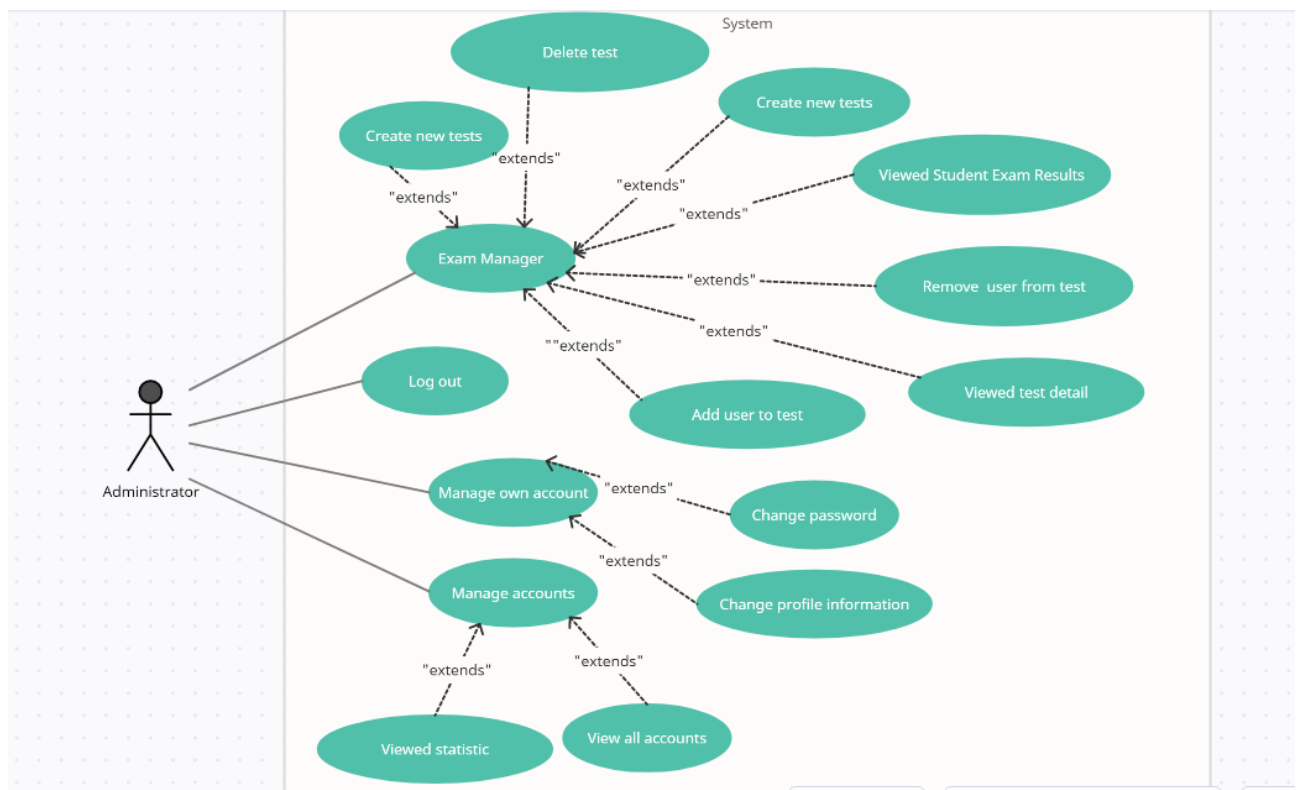 System
Delete test
Create new tests
Create new tests
"extends"
"extends"
Viewed Student Exam Results
"extends"
"extends"
"extends"
Exam Manager
"extends"
Remove user from test
"extends"
""extends"
Log out
Viewed test detail
Add user to test
Administrator
Manage own account
"extends"
Change password
"extends"
Manage accounts
Change profile information
"extends"
"extends"
Viewed statistic
View all accounts